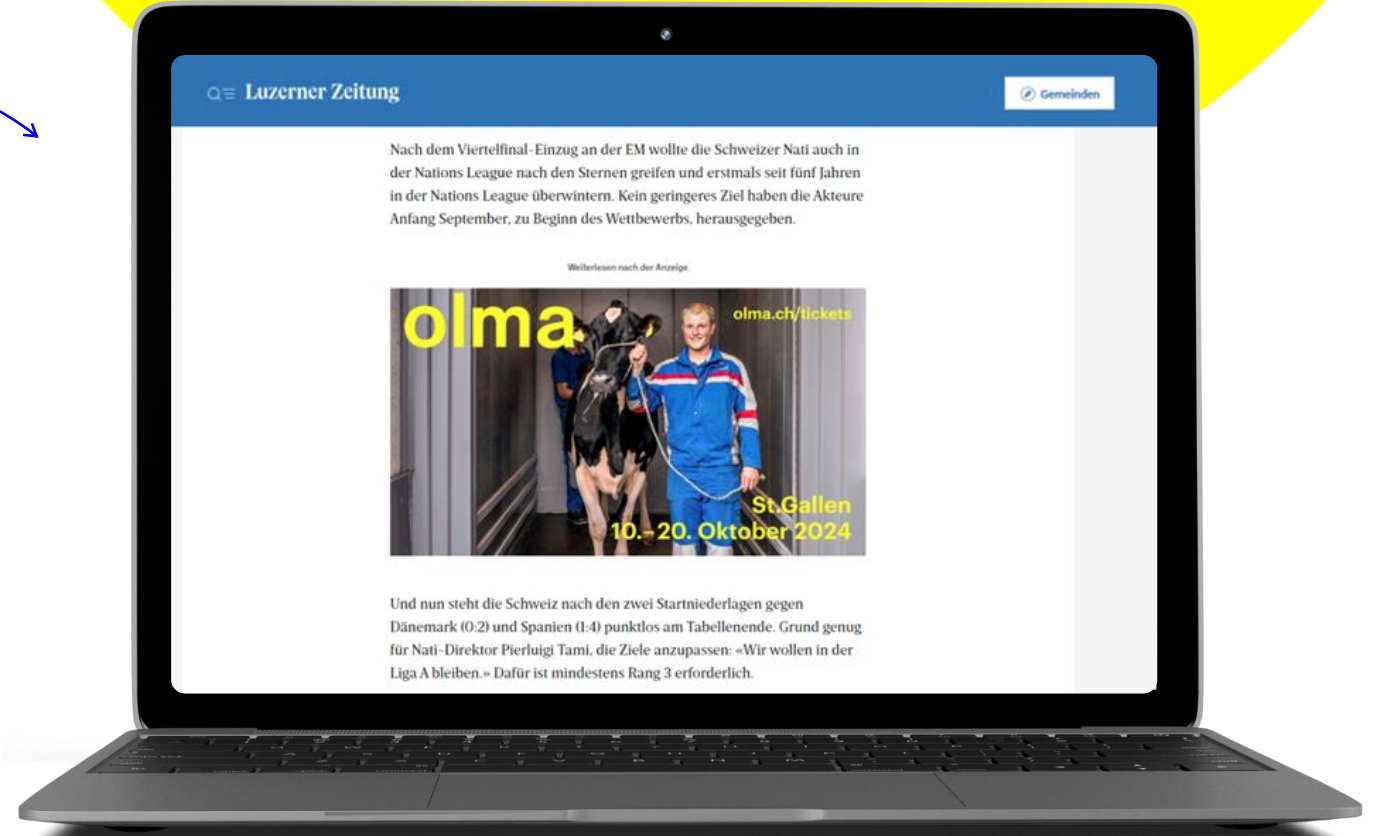 Luzerner Zeitung
Gemeinden
Nach dem Viertelfinal-Einzug an der EM wollte die Schweizer Nati auch in
der Nations League nach den Sternen greifen und erstmals seit fünf Jahren
in der Nations League überwintern. Kein geringeres Ziel haben die Akteure
Anfang September, zu Beginn des Wettbewerbs, herausgegeben.
Weiterlesen nach der Anzeige
olma
olma.ch/tickets
St.Gallen
10.–20. Oktober 2024
Und nun steht die Schweiz nach den zwei Startniederlagen gegen
Dänemark (0:2) und Spanien (1:4) punktlos am Tabellenende. Grund genug
für Nati-Direktor Pierluigi Tami, die Ziele anzupassen: «Wir wollen in der
Liga A bleiben.» Dafür ist mindestens Rang 3 erforderlich.